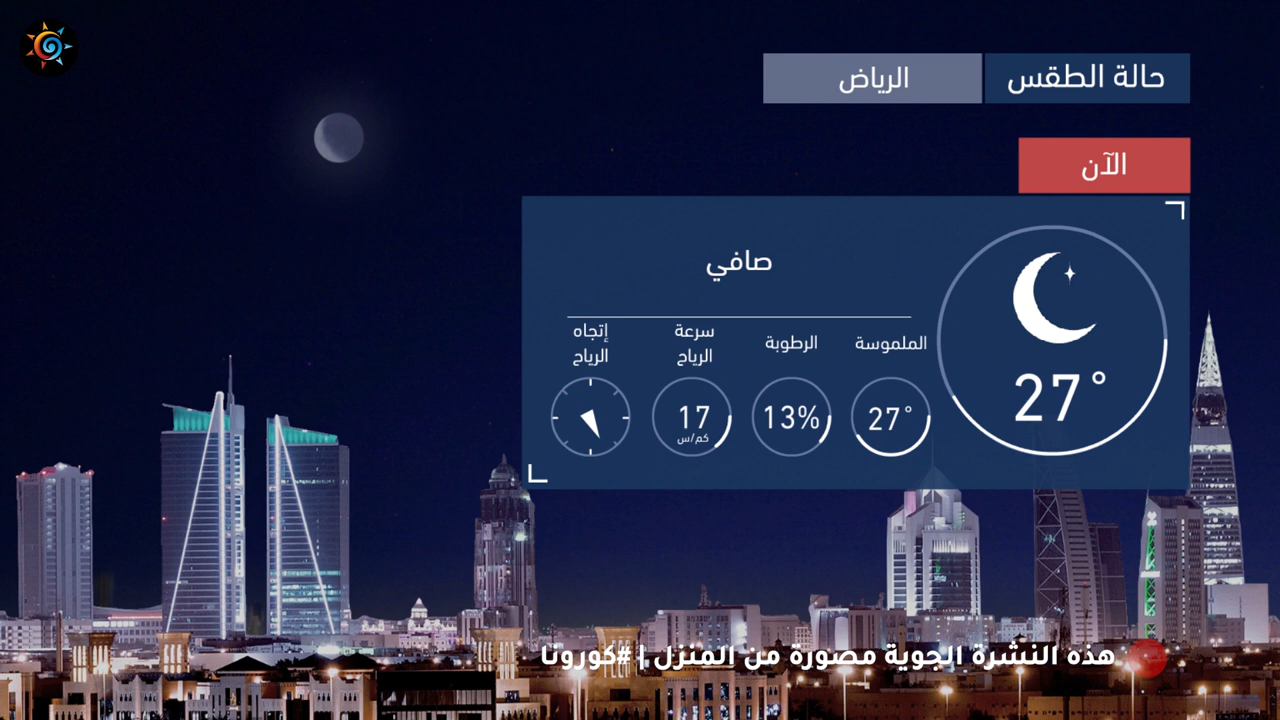 حالة الطقس
الرياض
الآن
صافي
27°
الملموسة
27°
الرطوبة
13%
سرعة
الرياح
17
كم/س
إتجاه
الرياح
هذه النشرة الجوية مصورة من المنزل | #كورونا